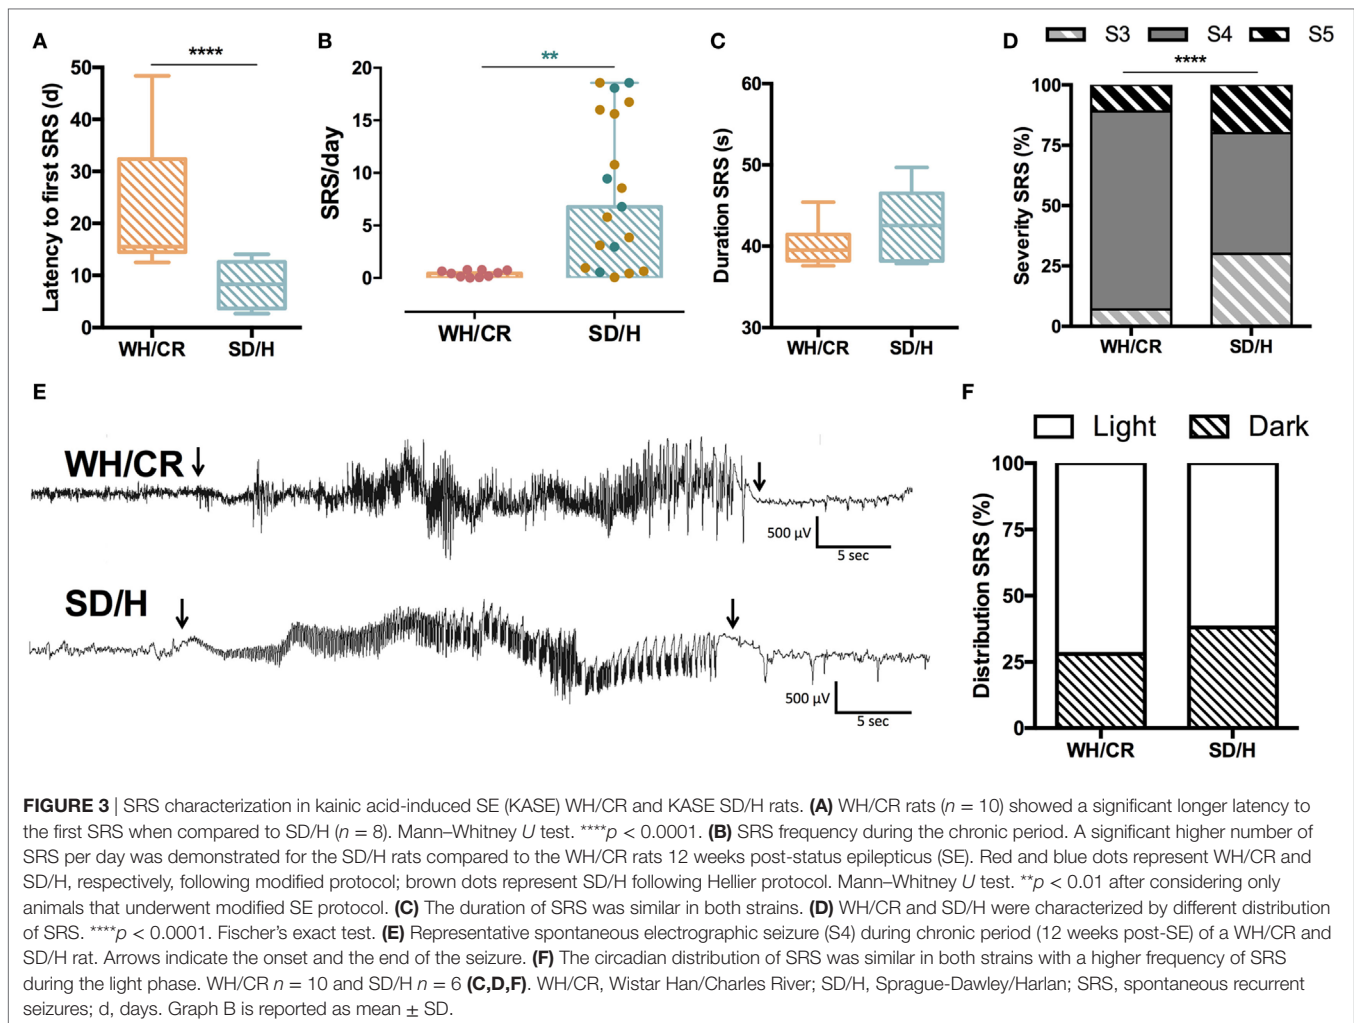 A
****
50
40
30
20
10
0
Latency to first SRS (d)
WH/CR
SD/H
B
**
20
15
10
5
0
SRS/day
WH/CR
SD/H
C
60
50
40
30
Duration SRS (s)
WH/CR
SD/H
D
S3 S4 S5
****
100
75
50
25
0
Severity SRS (%)
WH/CR
SD/H
E
WH/CR
500 µV
5 sec
SD/H
500 µV
5 sec
F
Light Dark
100
75
50
25
0
Distribution SRS (%)
WH/CR
SD/H
FIGURE 3 | SRS characterization in kainic acid-induced SE (KASE) WH/CR and KASE SD/H rats. (A) WH/CR rats (n = 10) showed a significant longer latency to
the first SRS when compared to SD/H (n = 8). Mann–Whitney U test. ****p < 0.0001. (B) SRS frequency during the chronic period. A significant higher number of
SRS per day was demonstrated for the SD/H rats compared to the WH/CR rats 12 weeks post-status epilepticus (SE). Red and blue dots represent WH/CR and
SD/H, respectively, following modified protocol; brown dots represent SD/H following Hellier protocol. Mann–Whitney U test. **p < 0.01 after considering only
animals that underwent modified SE protocol. (C) The duration of SRS was similar in both strains. (D) WH/CR and SD/H were characterized by different distribution
of SRS. ****p < 0.0001. Fischer's exact test. (E) Representative spontaneous electrographic seizure (S4) during chronic period (12 weeks post-SE) of a WH/CR and
SD/H rat. Arrows indicate the onset and the end of the seizure. (F) The circadian distribution of SRS was similar in both strains with a higher frequency of SRS
during the light phase. WH/CR n = 10 and SD/H n = 6 (C,D,F). WH/CR, Wistar Han/Charles River; SD/H, Sprague-Dawley/Harlan; SRS, spontaneous recurrent
seizures; d, days. Graph B is reported as mean ± SD.